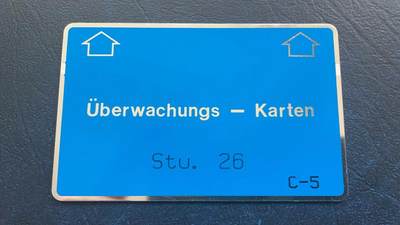 Überwachungs — Karten
Stu. 26
C-5